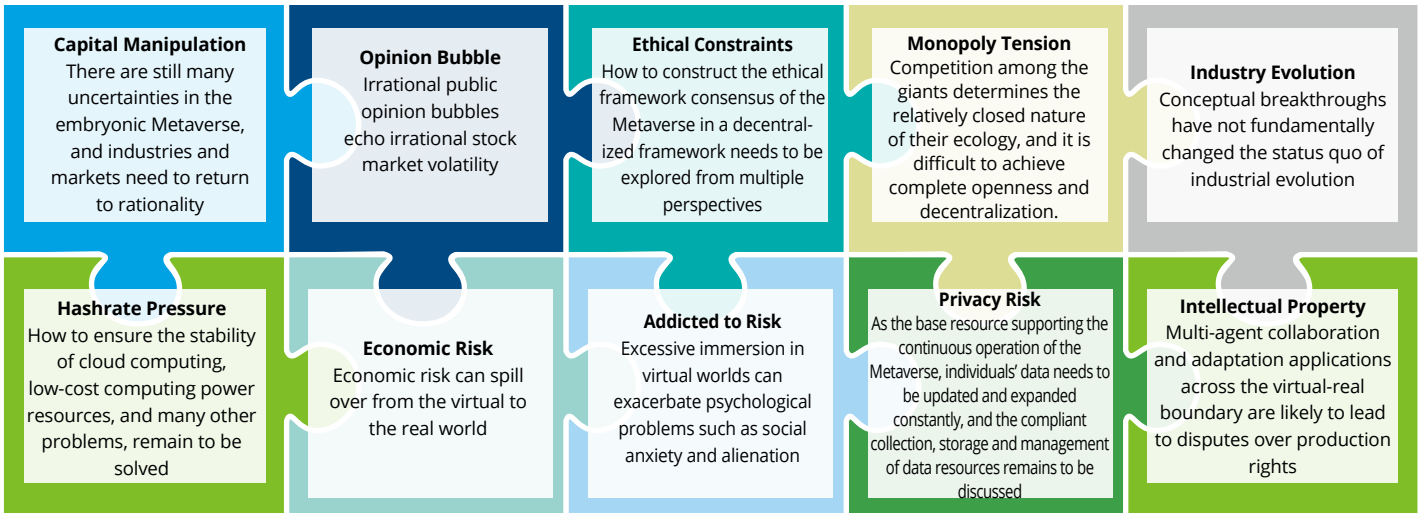 Capital Manipulation
There are still many
uncertainties in the
embryonic Metaverse,
and industries and
markets need to return
to rationality
Opinion Bubble
Irrational public
opinion bubbles
echo irrational stock
market volatility
Ethical Constraints
How to construct the ethical
framework consensus of the
Metaverse in a decentral-
ized framework needs to be
explored from multiple
perspectives
Monopoly Tension
Competition among the
giants determines the
relatively closed nature
of their ecology, and it is
difficult to achieve
complete openness and
decentralization.
Industry Evolution
Conceptual breakthroughs
have not fundamentally
changed the status quo of
industrial evolution
Hashrate Pressure
How to ensure the stability
of cloud computing,
low-cost computing power
resources, and many other
problems, remain to be
solved
Economic Risk
Economic risk can spill
over from the virtual to
the real world
Addicted to Risk
Excessive immersion in
virtual worlds can
exacerbate psychological
problems such as social
anxiety and alienation
Privacy Risk
As the base resource supporting the
continuous operation of the
Metaverse, individuals’ data needs to
be updated and expanded
constantly, and the compliant
collection, storage and management
of data resources remains to be
discussed
Intellectual Property
Multi-agent collaboration
and adaptation applications
across the virtual-real
boundary are likely to lead
to disputes over production
rights